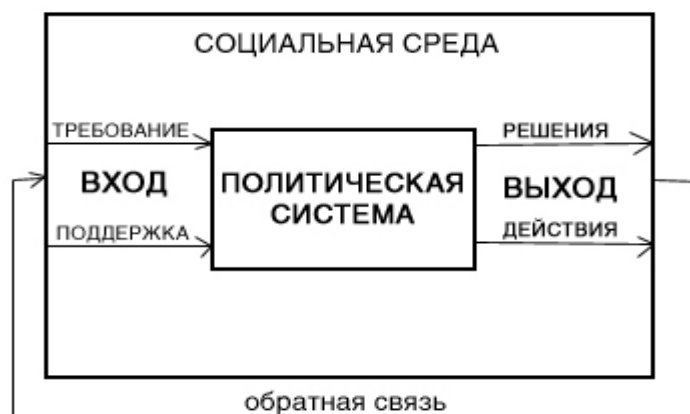 СОЦИАЛЬНАЯ СРЕДА
ТРЕБОВАНИЕ
РЕШЕНИЯ
ВХОД
ПОЛИТИЧЕСКАЯ
СИСТЕМА
ВЫХОД
ПОДДЕРЖКА
ДЕЙСТВИЯ
обратная связь